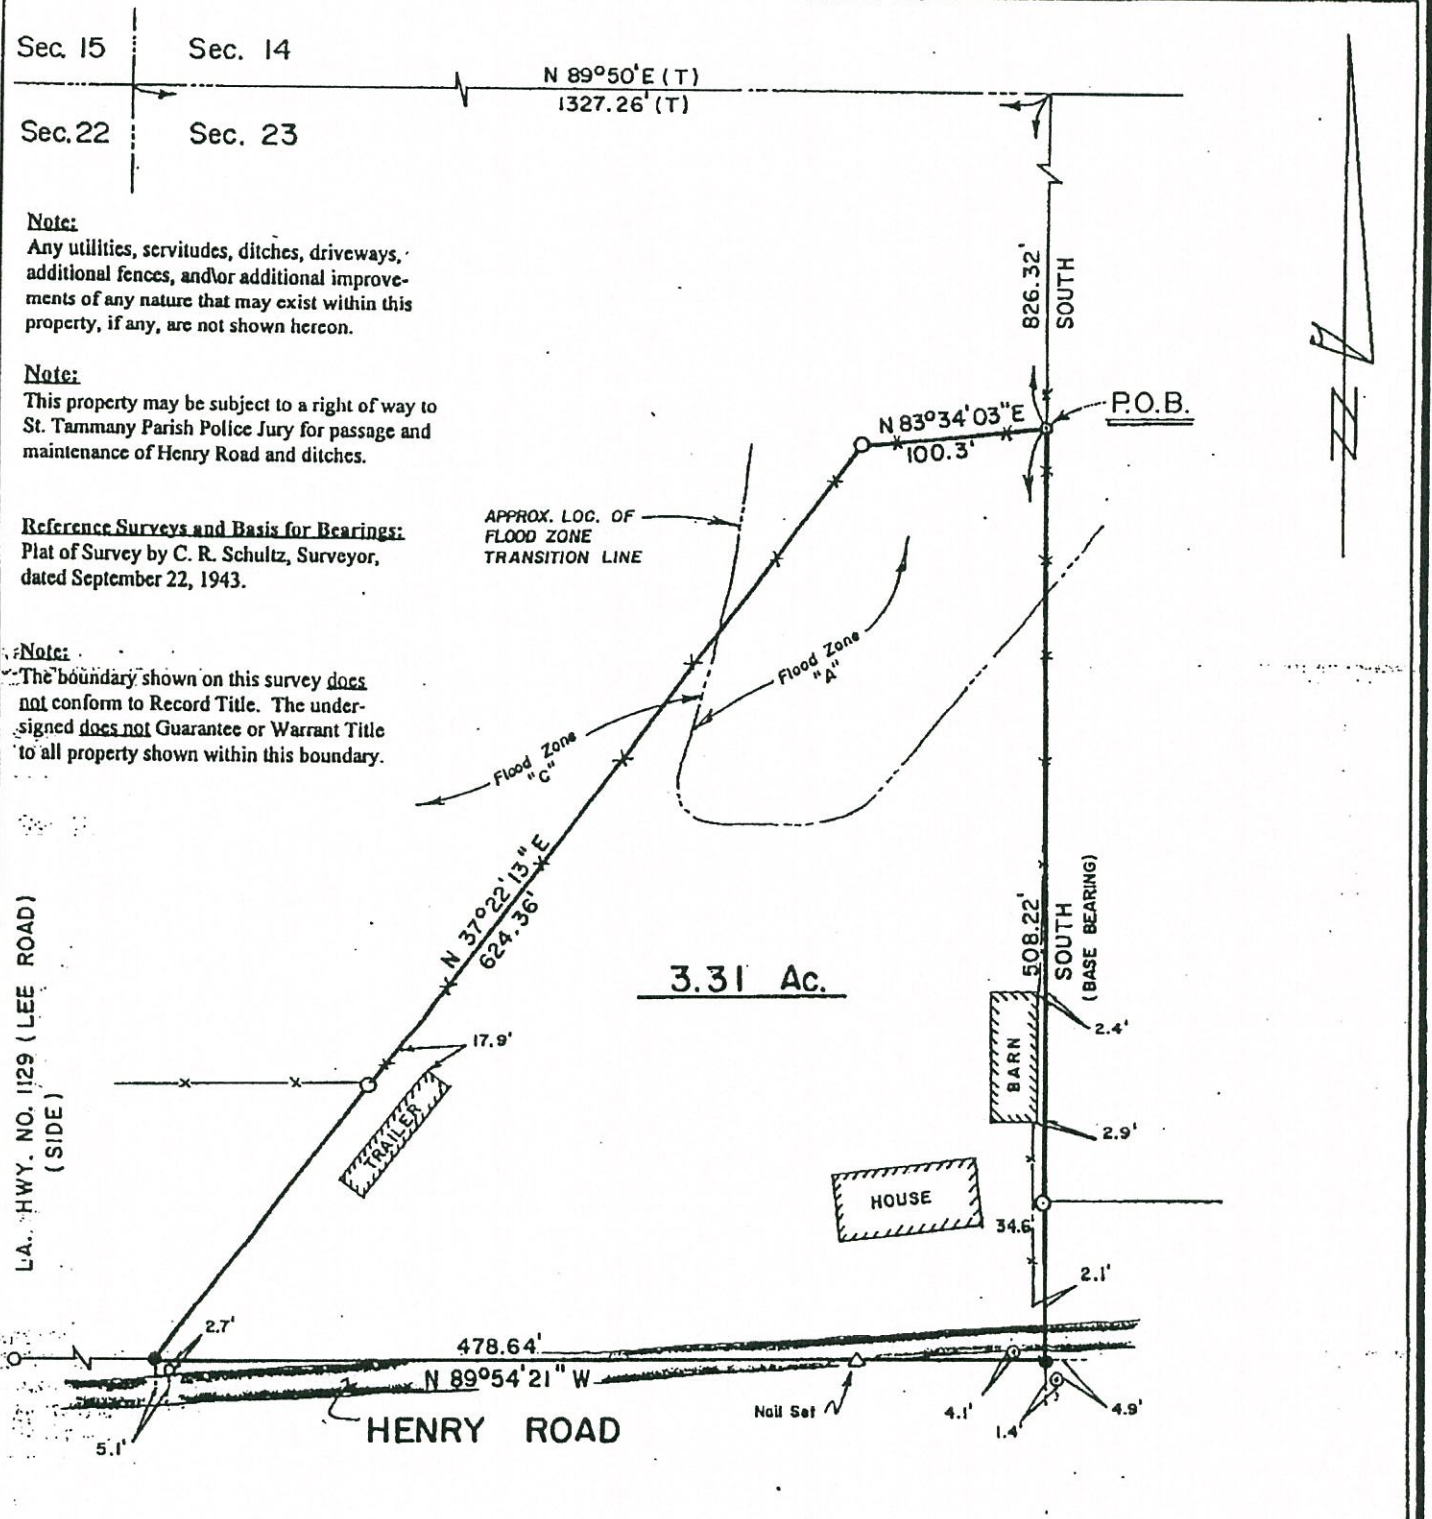 Sec. 15
Sec. 14
N 89°50'E (T)
1327.26' (T)
Sec. 22
Sec. 23
Note:
Any utilities, servitudes, ditches, driveways,
additional fences, and\or additional improve-
ments of any nature that may exist within this
property, if any, are not shown hereon.
826.32'
SOUTH
Note:
This property may be subject to a right of way to
St. Tammany Parish Police Jury for passage and
maintenance of Henry Road and ditches.
P.O.B.
N 83°34'03"E
100.3'
N
Reference Surveys and Basis for Bearings:
Plat of Survey by C. R. Schultz, Surveyor,
dated September 22, 1943.
APPROX. LOC. OF
FLOOD ZONE
TRANSITION LINE
Note:
The boundary shown on this survey does
not conform to Record Title. The under-
signed does not Guarantee or Warrant Title
to all property shown within this boundary.
Flood Zone
"A"
Flood Zone
"C"
N 37°22'13"E
624.36'
3.31 Ac.
508.22'
SOUTH
(BASE BEARING)
LA. HWY. NO. 1129 (LEE ROAD)
(SIDE)
17.9'
TRAILER
BARN
2.4'
2.9'
HOUSE
34.6'
2.1'
2.7'
478.64'
N 89°54'21" W
HENRY ROAD
Nail Set
5.1'
4.1'
1.4'
4.9'